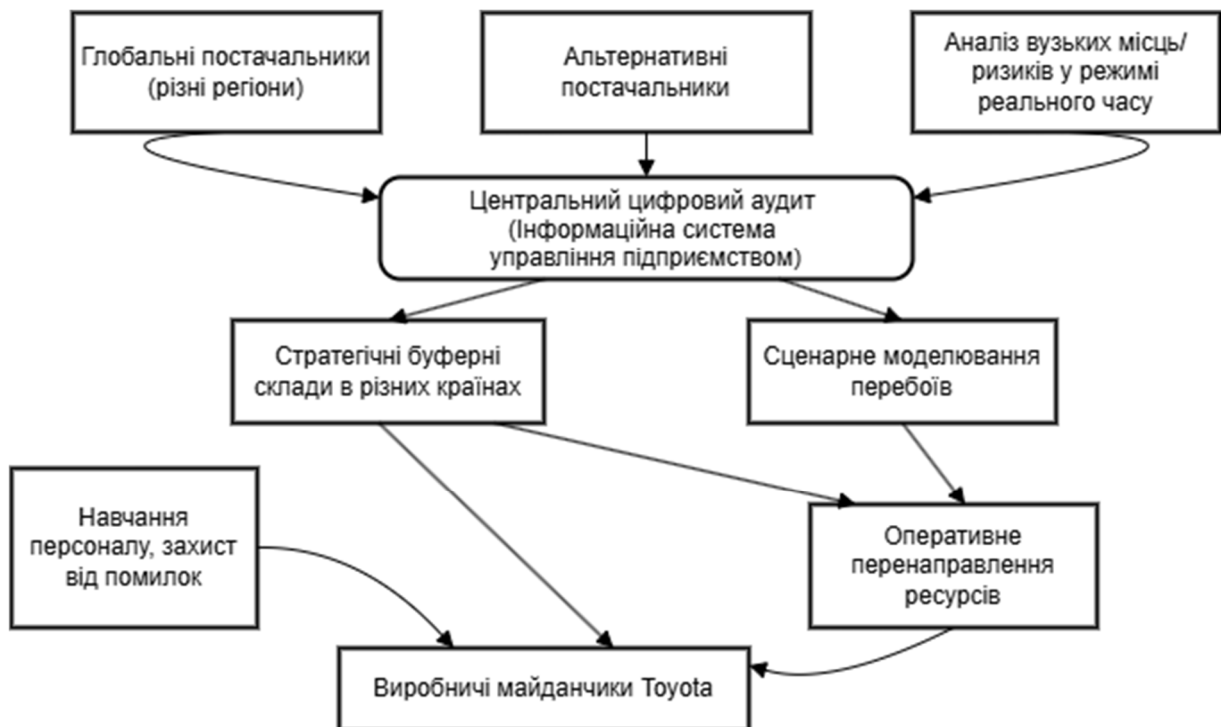 Глобальні постачальники
(різні регіони)
Альтернативні
постачальники
Аналіз вузьких місць/
ризиків у режимі
реального часу
Центральний цифровий аудит
(Інформаційна система
управління підприємством)
Стратегічні буферні
склади в різних країнах
Сценарне моделювання
перебоїв
Навчання
персоналу, захист
від помилок
Оперативне
перенаправлення
ресурсів
Виробничі майданчики Toyota